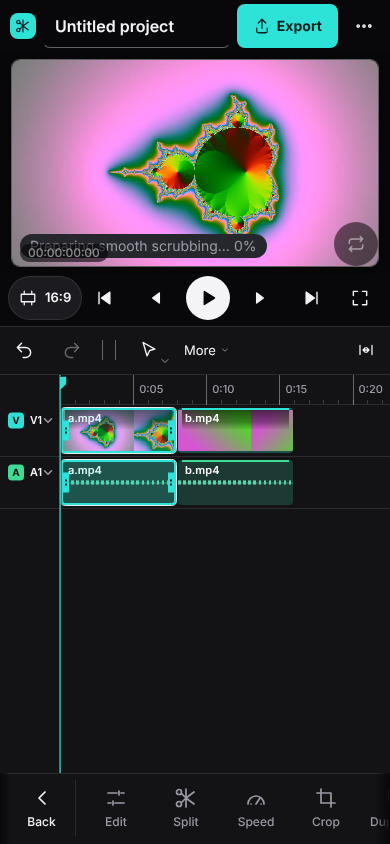 Untitled project
Export
Preparing smooth scrubbing... 0%
00:00:00:00
16:9
More
0:05
0:10
0:15
0:20
V V1
a.mp4
b.mp4
A A1
a.mp4
b.mp4
Back
Edit
Split
Speed
Crop
Du